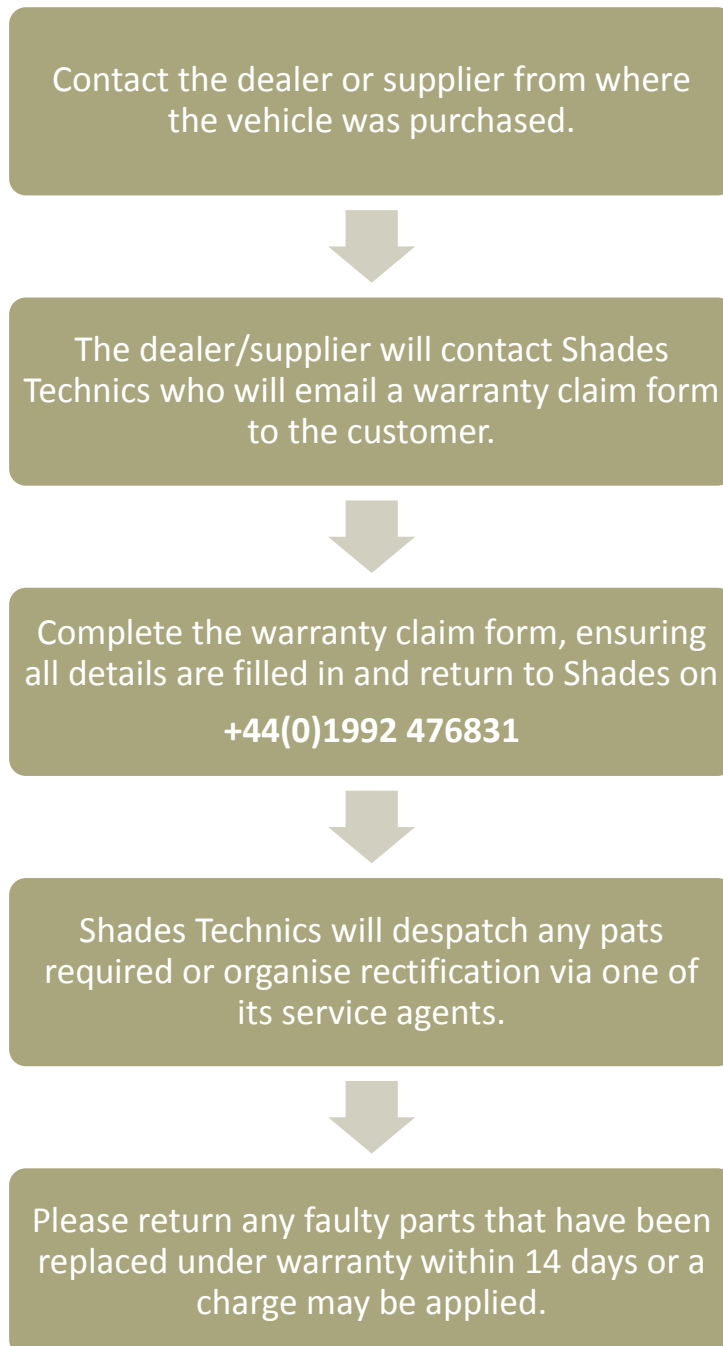 Contact the dealer or supplier from where
the vehicle was purchased.
The dealer/supplier will contact Shades
Technics who will email a warranty claim form
to the customer.
Complete the warranty claim form, ensuring
all details are filled in and return to Shades on
+44(0)1992 476831
Shades Technics will despatch any pats
required or organise rectification via one of
its service agents.
Please return any faulty parts that have been
replaced under warranty within 14 days or a
charge may be applied.